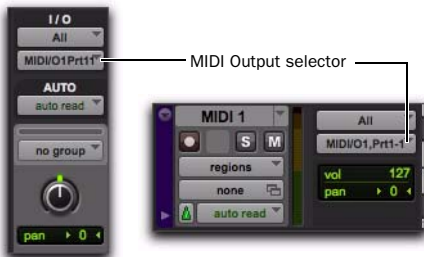 I / O
All
MIDI/O1Prt11
AUTO
auto read
no group
pan 0
MIDI Output selector
MIDI 1
S M
regions
none
auto read
All
MIDI/O1,Prt1-1
vol 127
pan 0